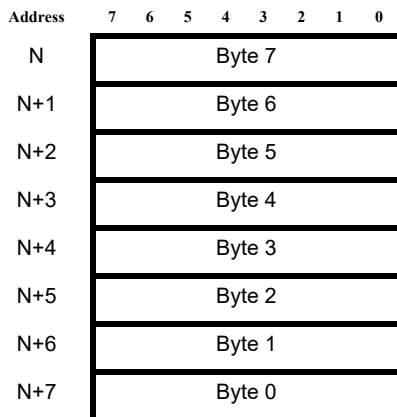 Address 7 6 5 4 3 2 1 0
N Byte 7
N+1 Byte 6
N+2 Byte 5
N+3 Byte 4
N+4 Byte 3
N+5 Byte 2
N+6 Byte 1
N+7 Byte 0